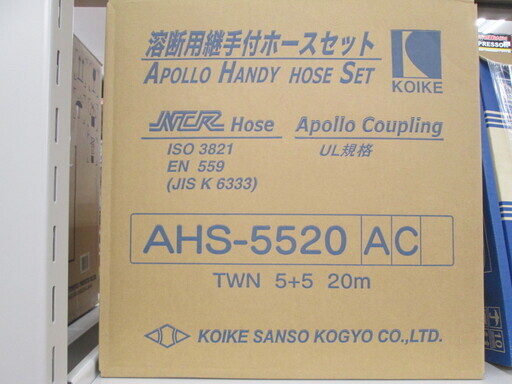 溶断用継手付ホースセット
APOLLO HANDY HOSE SET
KOIKE
NCR Hose
Apollo Coupling
ISO 3821
UL規格
EN 559
(JIS K 6333)
AHS-5520 AC
TWN 5+5 20m
KOIKE SANSO KOGYO CO.,LTD.